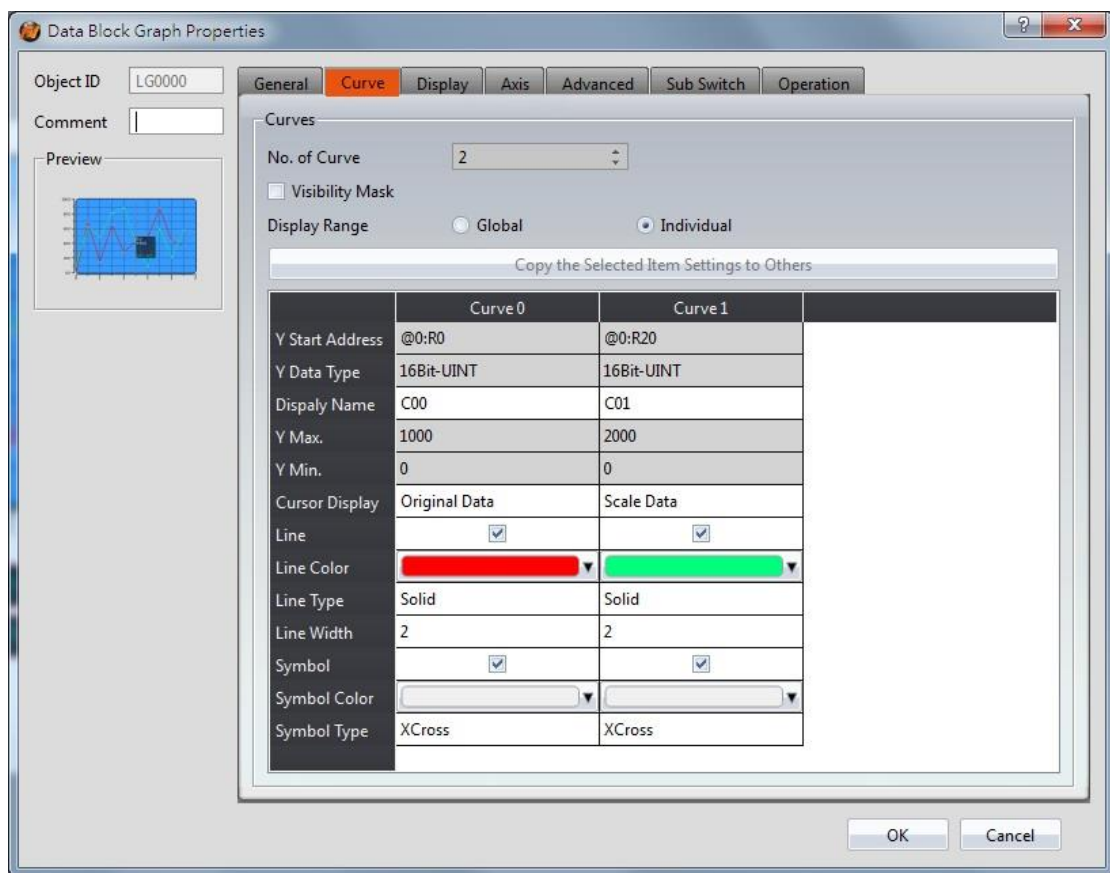 Data Block Graph Properties
Object ID LG0000
Comment
Preview
General Curve Display Axis Advanced Sub Switch Operation
Curves
No. of Curve 2
Visibility Mask
Display Range Global Individual
Copy the Selected Item Settings to Others
Curve 0 Curve 1
Y Start Address @0:R0 @0:R20
Y Data Type 16Bit-UINT 16Bit-UINT
Dispaly Name C00 C01
Y Max. 1000 2000
Y Min. 0 0
Cursor Display Original Data Scale Data
Line
Line Color
Line Type Solid Solid
Line Width 2 2
Symbol
Symbol Color
Symbol Type XCross XCross
OK Cancel